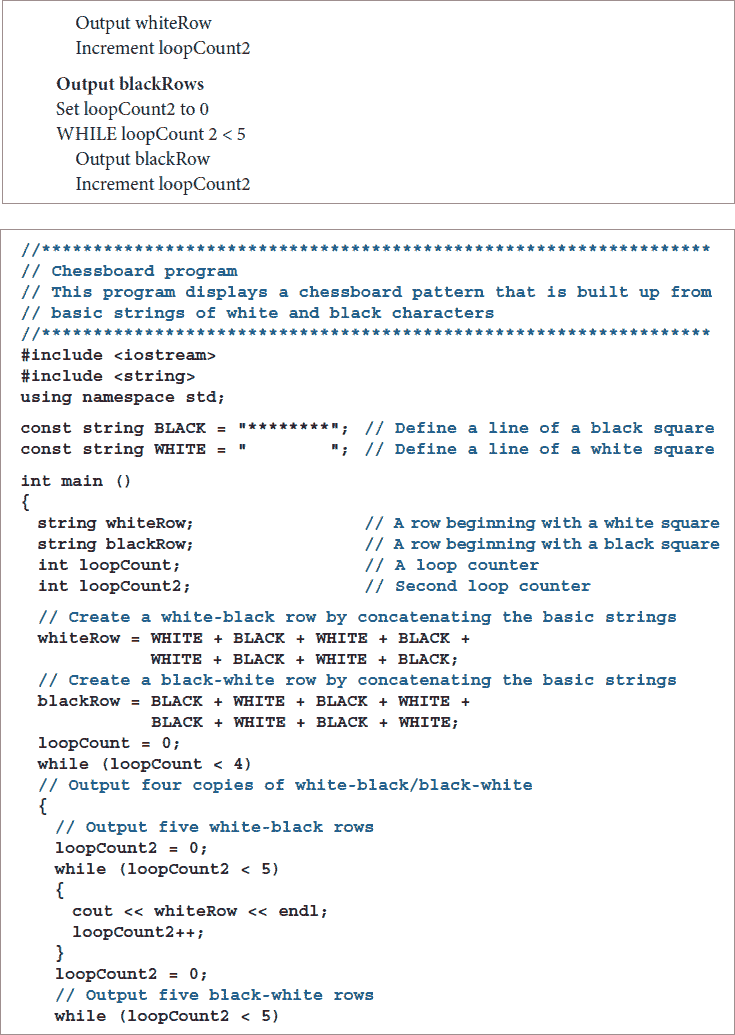 Output whiteRow
Increment loopCount2
Output blackRows
Set loopCount2 to 0
WHILE loopCount 2 < 5
Output blackRow
Increment loopCount2
//*****************************************************************
// Chessboard program
// This program displays a chessboard pattern that is built up from
// basic strings of white and black characters
//*****************************************************************
#include <iostream>
#include <string>
using namespace std;
const string BLACK = "********"; // Define a line of a black square
const string WHITE = "        "; // Define a line of a white square
int main ()
{
string whiteRow; // A row beginning with a white square
string blackRow; // A row beginning with a black square
int loopCount; // A loop counter
int loopCount2; // Second loop counter
// Create a white-black row by concatenating the basic strings
whiteRow = WHITE + BLACK + WHITE + BLACK +
WHITE + BLACK + WHITE + BLACK;
// Create a black-white row by concatenating the basic strings
blackRow = BLACK + WHITE + BLACK + WHITE +
BLACK + WHITE + BLACK + WHITE;
loopCount = 0;
while (loopCount < 4)
// Output four copies of white-black/black-white
{
// Output five white-black rows
loopCount2 = 0;
while (loopCount2 < 5)
{
cout << whiteRow << endl;
loopCount2++;
}
loopCount2 = 0;
// Output five black-white rows
while (loopCount2 < 5)